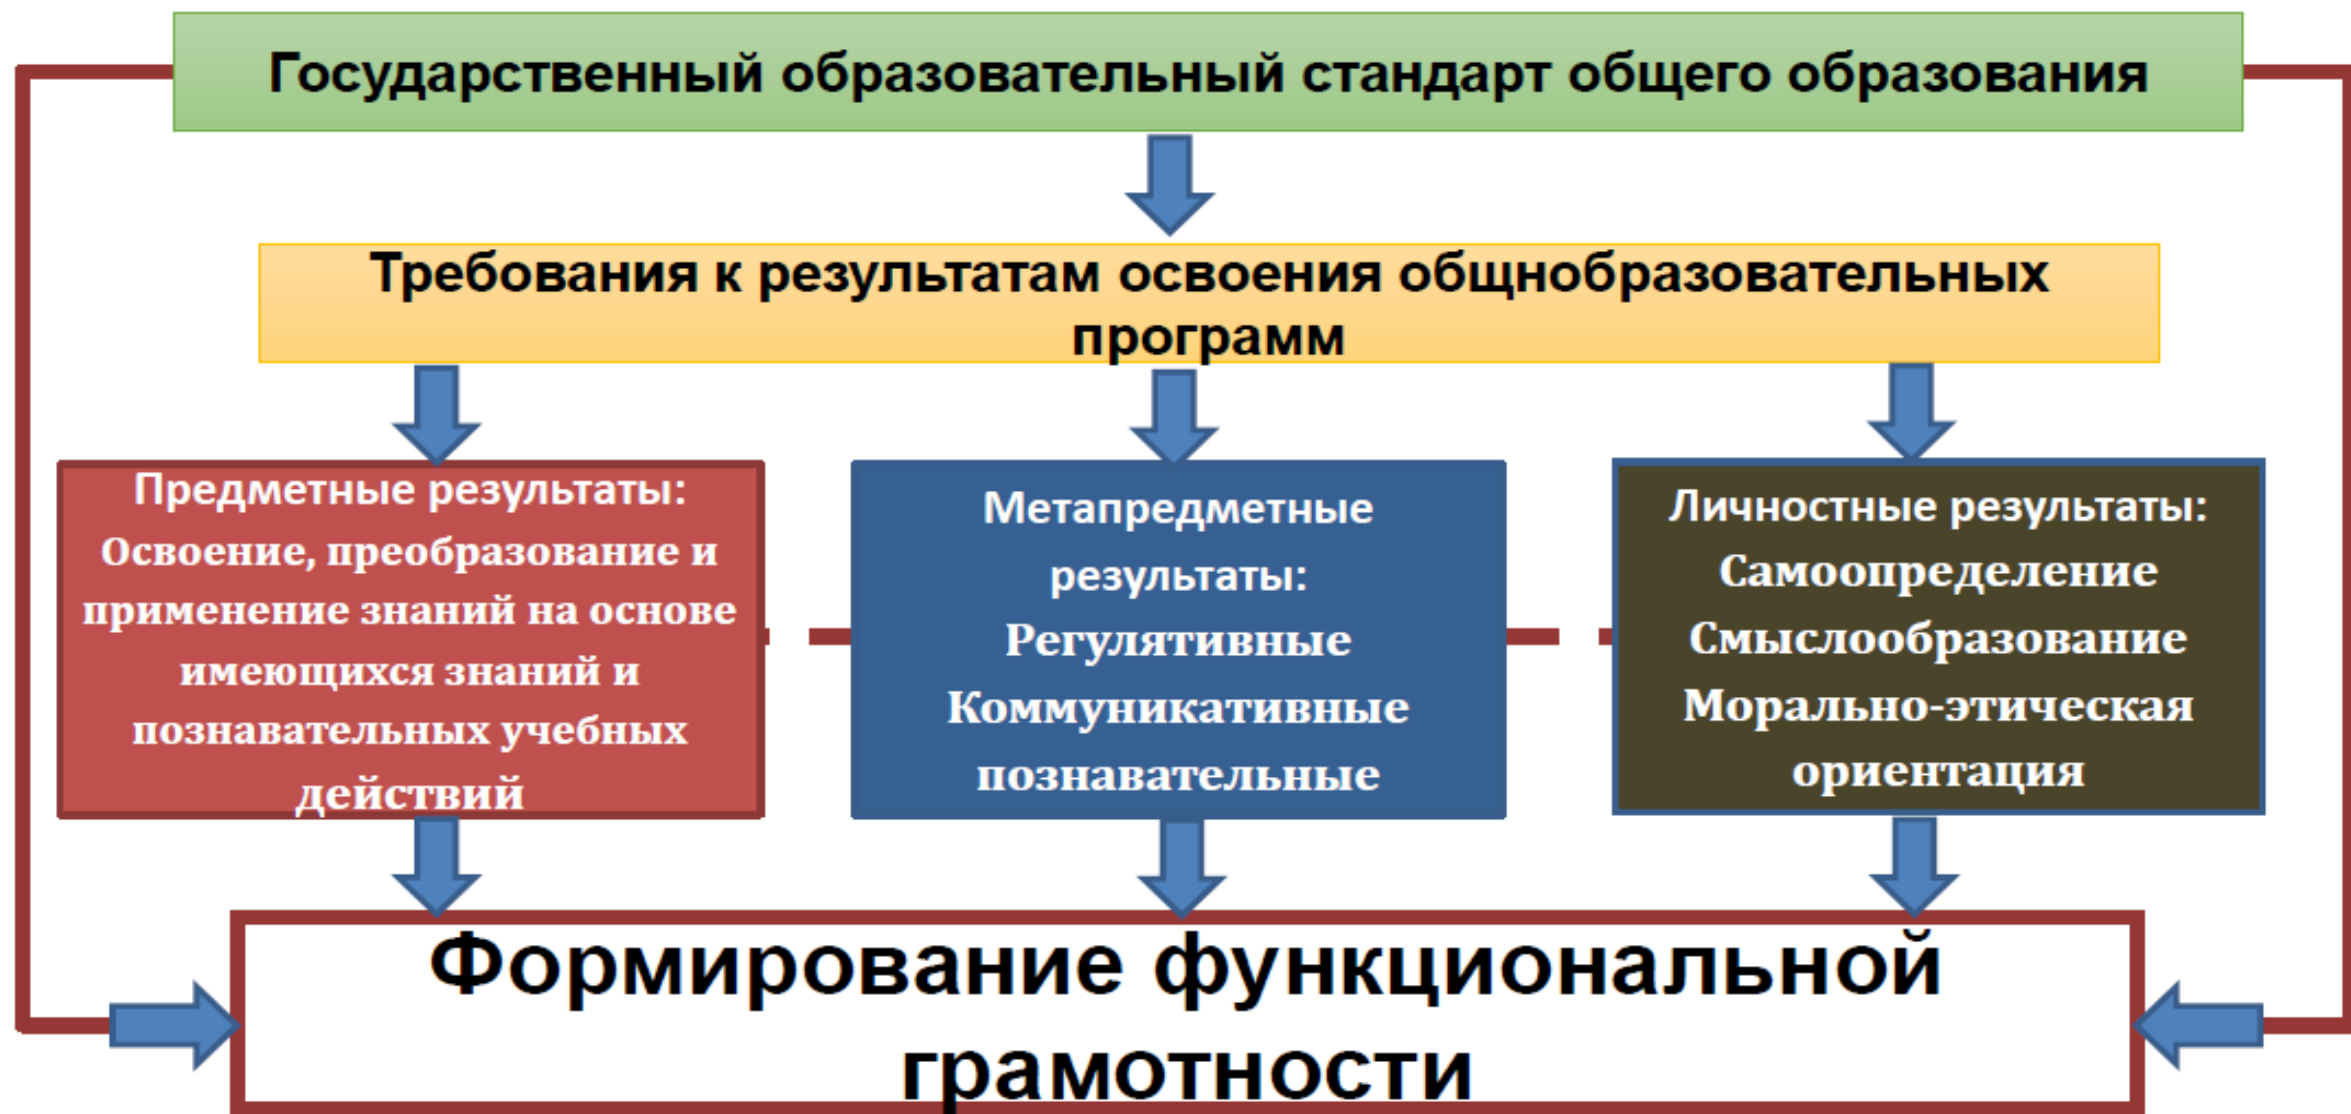 Государственный образовательный стандарт общего образования
Требования к результатам освоения общнобразовательных
программ
Предметные результаты:
Освоение, преобразование и
применение знаний на основе
имеющихся знаний и
познавательных учебных
действий
Метапредметные
результаты:
Регулятивные
Коммуникативные
познавательные
Личностные результаты:
Самоопределение
Смыслообразование
Морально-этическая
ориентация
Формирование функциональной
грамотности